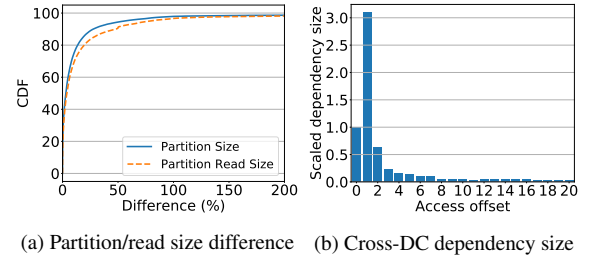 100
80
60
40
20
0
CDF
Partition Size
Partition Read Size
0 50 100 150 200
Difference (%)
(a) Partition/read size difference
3.0
2.5
2.0
1.5
1.0
0.5
0.0
Scaled dependency size
0 2 4 6 8 10 12 14 16 18 20
Access offset
(b) Cross-DC dependency size